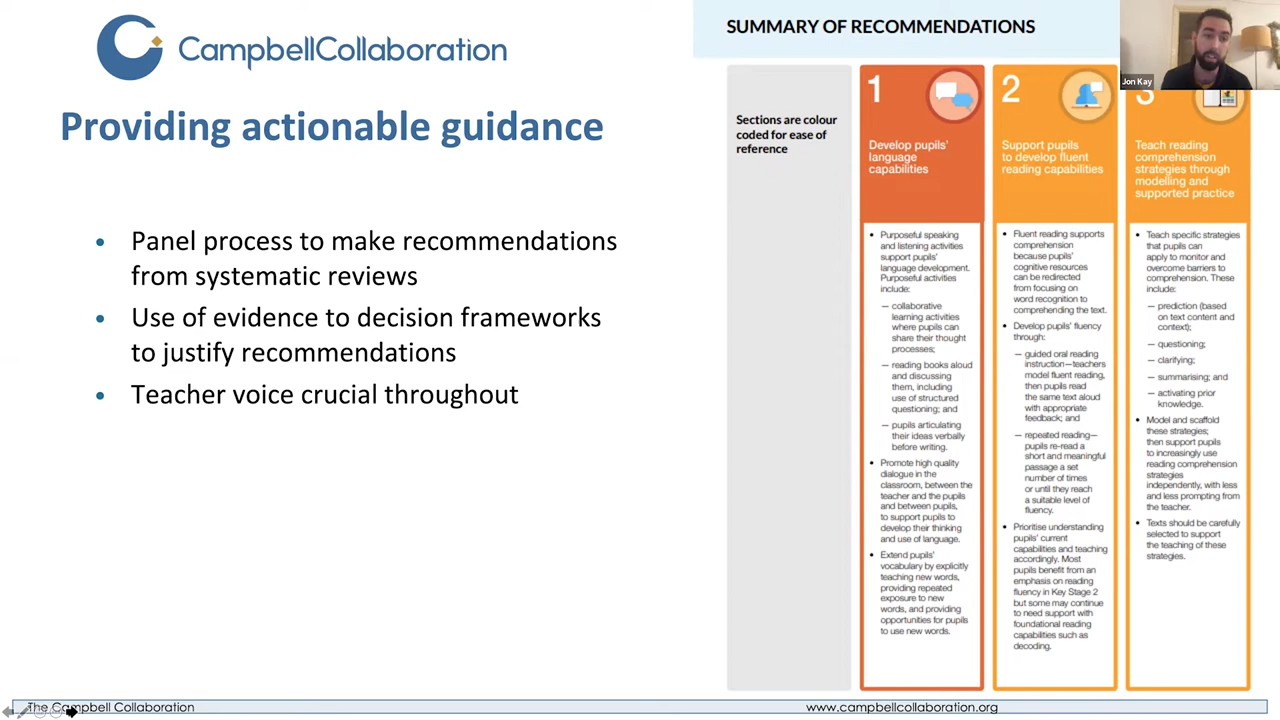 CampbellCollaboration
Providing actionable guidance
• Panel process to make recommendations
from systematic reviews
• Use of evidence to decision frameworks
to justify recommendations
• Teacher voice crucial throughout
SUMMARY OF RECOMMENDATIONS
Jon Kay
Sections are colour
coded for ease of
reference
1
Develop pupils'
language
capabilities
• Purposeful speaking
and listening activities
support pupils'
language development.
Purposeful activities
include:
— collaborative
learning activities
where pupils can
share their thought
processes;
— reading books aloud
and discussing
them, including
use of structured
questioning; and
— pupils articulating
their ideas verbally
before writing.
• Promote high quality
dialogue in the
classroom, between the
teacher and the pupils
and between pupils,
to support pupils to
develop their thinking
and use of language.
• Extend pupils'
vocabulary by explicitly
teaching new words,
providing repeated
exposure to new
words, and providing
opportunities for pupils
to use new words.
2
Support pupils
to develop fluent
reading capabilities
• Fluent reading supports
comprehension
because pupils'
cognitive resources
can be redirected
from focusing on
word recognition to
comprehending the text.
• Develop pupils' fluency
through:
— guided oral reading
instruction—teachers
model fluent reading,
then pupils read
the same text aloud
with appropriate
feedback; and
— repeated reading—
pupils re-read a
short and meaningful
passage a set
number of times
or until they reach
a suitable level of
fluency.
• Prioritise understanding
pupils' current
capabilities and teaching
accordingly. Most
pupils benefit from an
emphasis on reading
fluency in Key Stage 2
but some may continue
to need support with
foundational reading
capabilities such as
decoding.
3
Teach reading
comprehension
strategies through
modelling and
supported practice
• Teach specific strategies
that pupils can
apply to monitor and
overcome barriers to
comprehension. These
include:
— prediction (based
on text content and
context);
— questioning;
— clarifying;
— summarising; and
— activating prior
knowledge.
• Model and scaffold
these strategies;
then support pupils
to increasingly use
reading comprehension
strategies
independently, with less
and less prompting from
the teacher.
• Texts should be carefully
selected to support
the teaching of these
strategies.
The Campbell Collaboration
www.campbellcollaboration.org